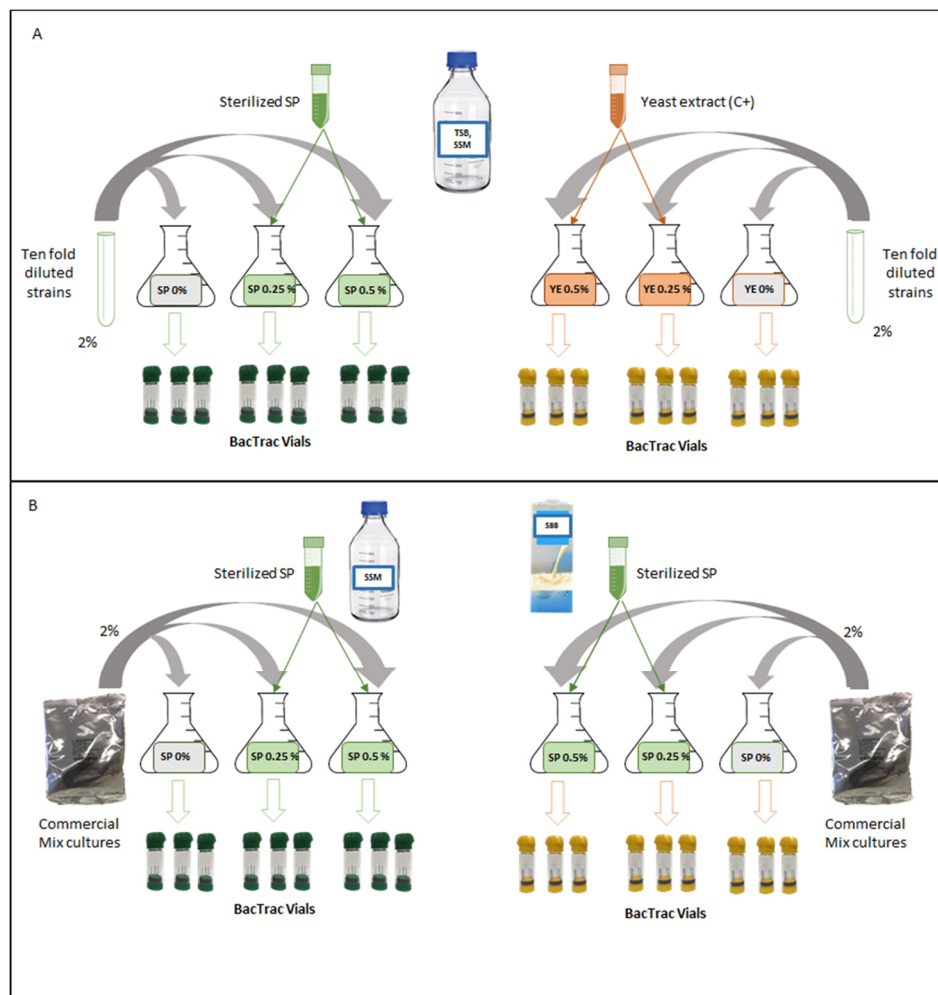 A
Sterilized SP
TSB,
SSM
Yeast extract (C+)
Ten fold
diluted
strains
2%
SP 0%
SP 0.25 %
SP 0.5 %
YE 0.5%
YE 0.25 %
YE 0%
Ten fold
diluted
strains
2%
BacTrac Vials
BacTrac Vials
B
Sterilized SP
SSM
SBB
Sterilized SP
2%
2%
SP 0%
SP 0.25 %
SP 0.5 %
SP 0.5%
SP 0.25 %
SP 0%
Commercial
Mix cultures
Commercial
Mix cultures
BacTrac Vials
BacTrac Vials